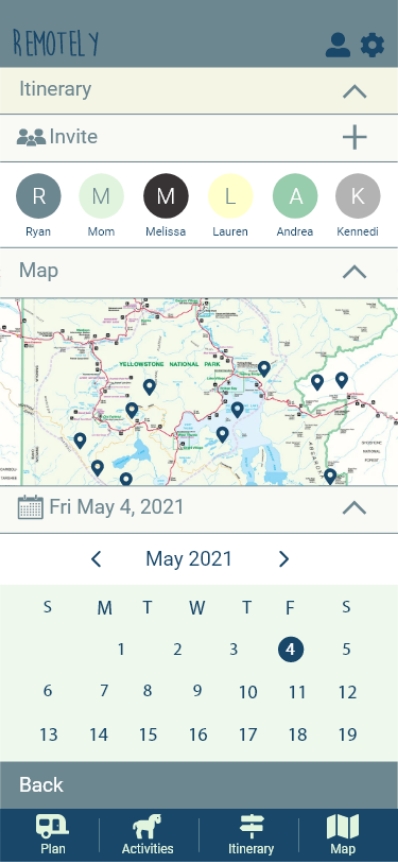 REMOTELY
Itinerary
Invite
R M M L A K
Ryan Mom Melissa Lauren Andrea Kennedi
Map
YELLOWSTONE NATIONAL PARK
Fri May 4, 2021
May 2021
S M T W T F S
1 2 3 4 5
6 7 8 9 10 11 12
13 14 15 16 17 18 19
Back
Plan Activities Itinerary Map